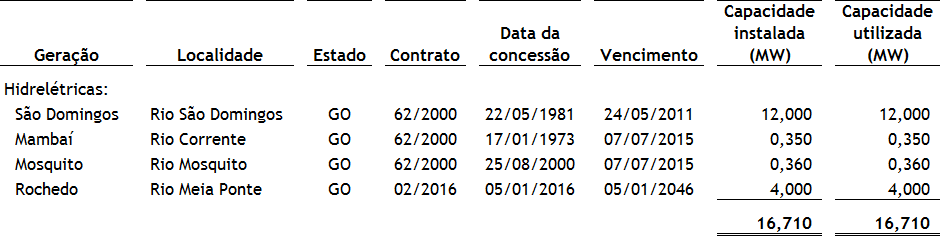 Geração Localidade Estado Contrato Data da concessão Vencimento Capacidade instalada (MW) Capacidade utilizada (MW)
Hidrelétricas:
São Domingos Rio São Domingos GO 62/2000 22/05/1981 24/05/2011 12,000 12,000
Mambaí Rio Corrente GO 62/2000 17/01/1973 07/07/2015 0,350 0,350
Mosquito Rio Mosquito GO 62/2000 25/08/2000 07/07/2015 0,360 0,360
Rochedo Rio Meia Ponte GO 02/2016 05/01/2016 05/01/2046 4,000 4,000
16,710 16,710